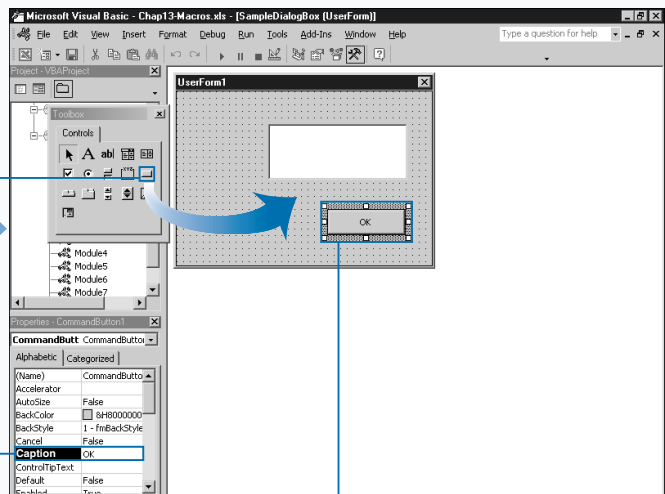 Microsoft Visual Basic - Chap13-Macros.xls - [SampleDialogBox (UserForm)]
File Edit View Insert Format Debug Run Tools Add-Ins Window Help
Type a question for help
Project - VBAProject
UserForm1
Toolbox
Controls
A ab|
OK
Module4
Module5
Module6
Module7
Properties - CommandButton1
CommandButt CommandButton
Alphabetic Categorized
(Name) CommandButto
Accelerator
AutoSize False
BackColor &H8000000
BackStyle 1 - fmBackStyle
Cancel False
Caption OK
ControlTipText
Default False
Enabled True